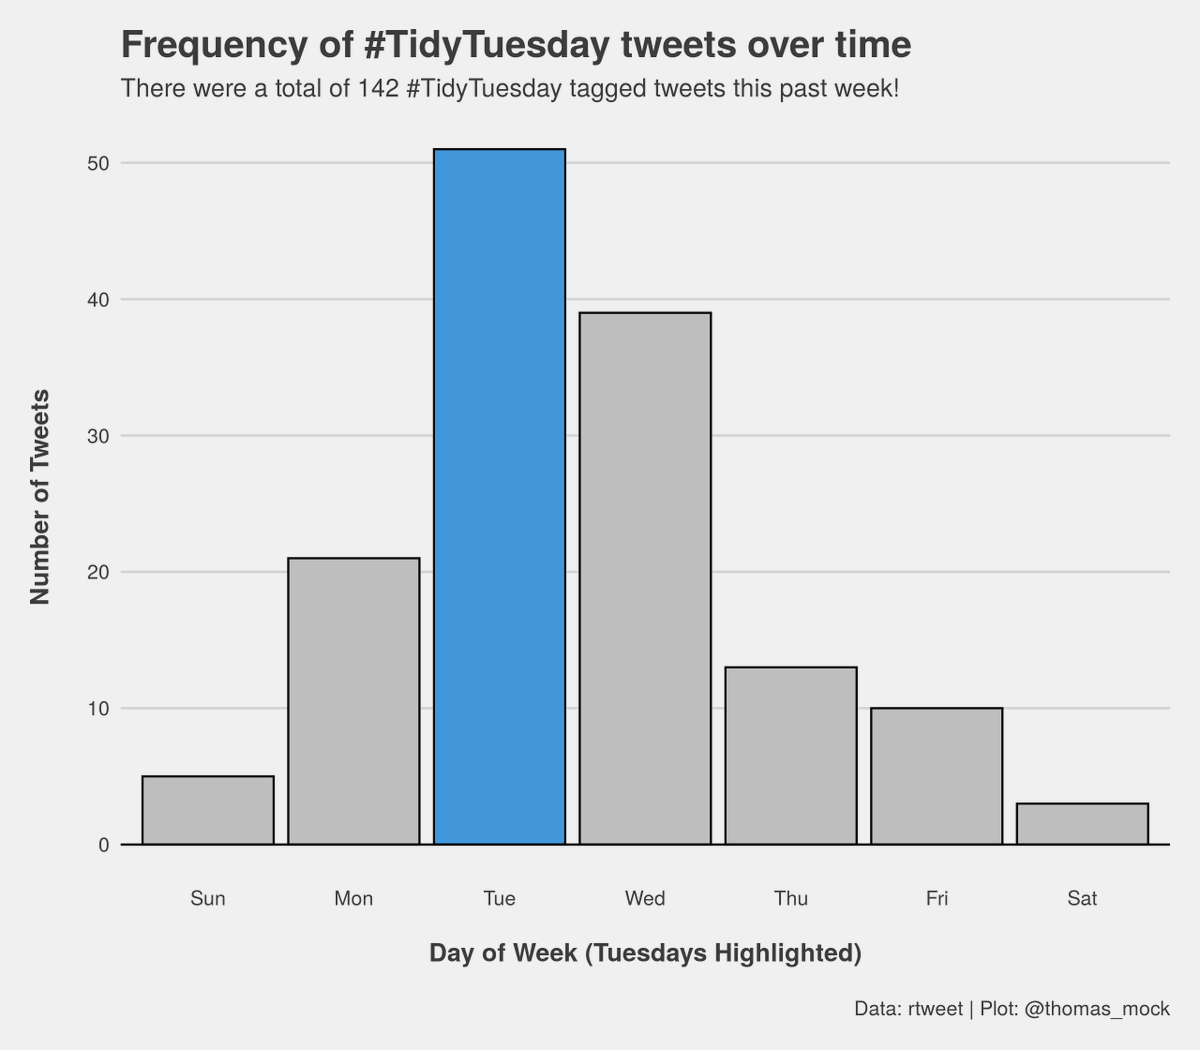 Frequency of #TidyTuesday tweets over time
There were a total of 142 #TidyTuesday tagged tweets this past week!
Number of Tweets
50
40
30
20
10
0
Sun Mon Tue Wed Thu Fri Sat
Day of Week (Tuesdays Highlighted)
Data: rtweet | Plot: @thomas_mock